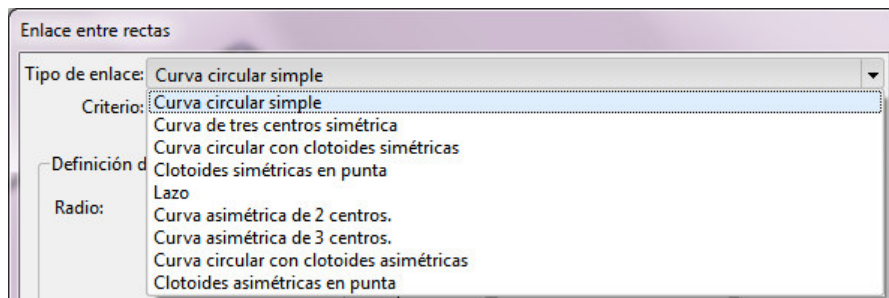 Enlace entre rectas
Tipo de enlace: Curva circular simple
Criterio: Curva circular simple
Curva de tres centros simétrica
Curva circular con clotoides simétricas
Definición d Clotoides simétricas en punta
Lazo
Radio: Curva asimétrica de 2 centros.
Curva asimétrica de 3 centros.
Curva circular con clotoides asimétricas
Clotoides asimétricas en punta